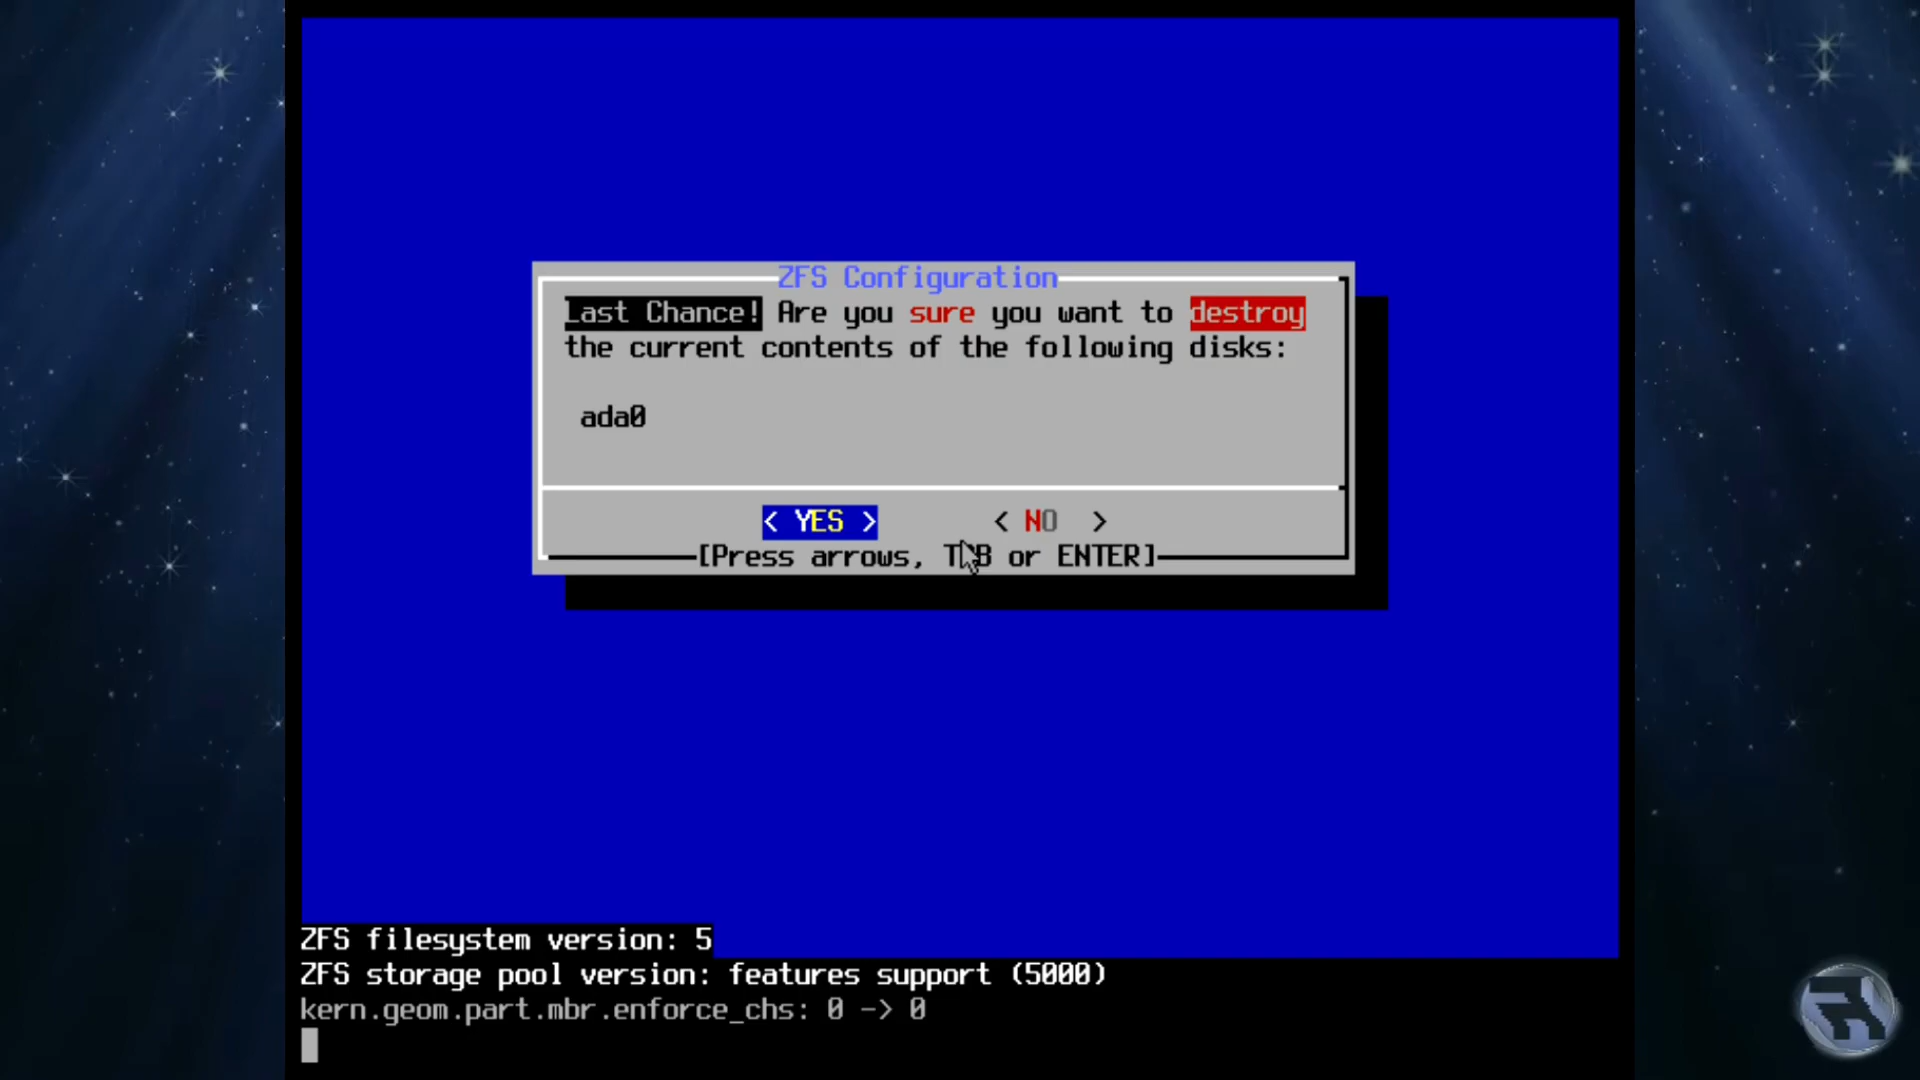 ZFS Configuration
Last Chance! Are you sure you want to destroy
the current contents of the following disks:
ada0
< YES > < NO >
[Press arrows, TAB or ENTER]
ZFS filesystem version: 5
ZFS storage pool version: features support (5000)
kern.geom.part.mbr.enforce_chs: 0 -> 0